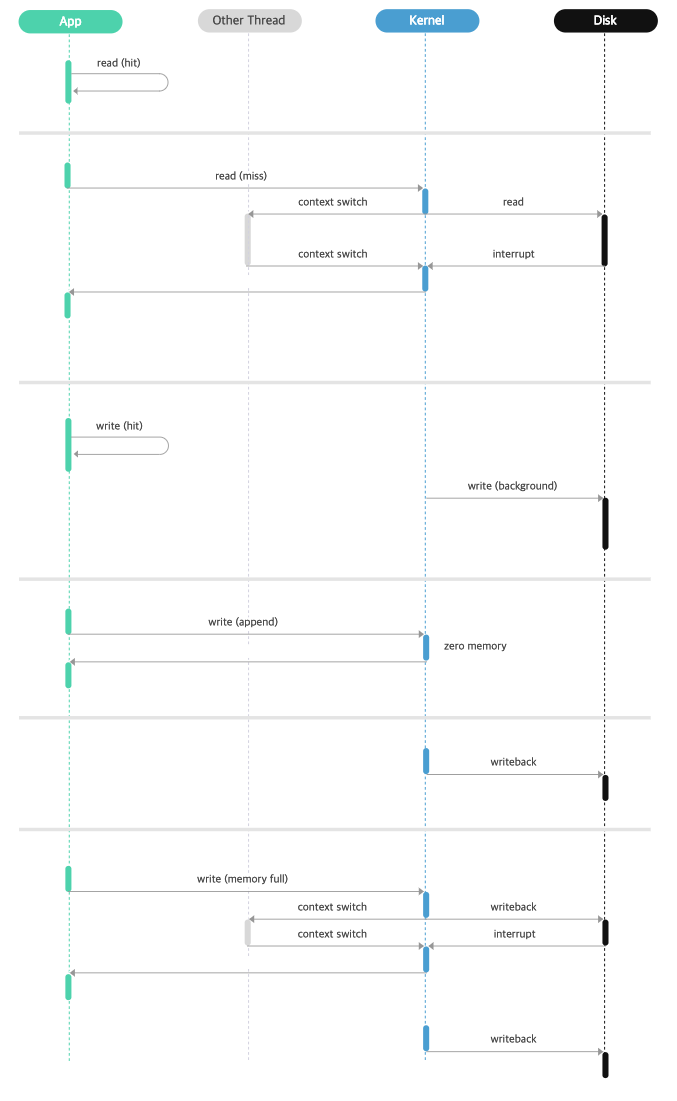 App
Other Thread
Kernel
Disk
read (hit)
read (miss)
context switch
read
context switch
interrupt
write (hit)
write (background)
write (append)
zero memory
writeback
write (memory full)
context switch
writeback
context switch
interrupt
writeback